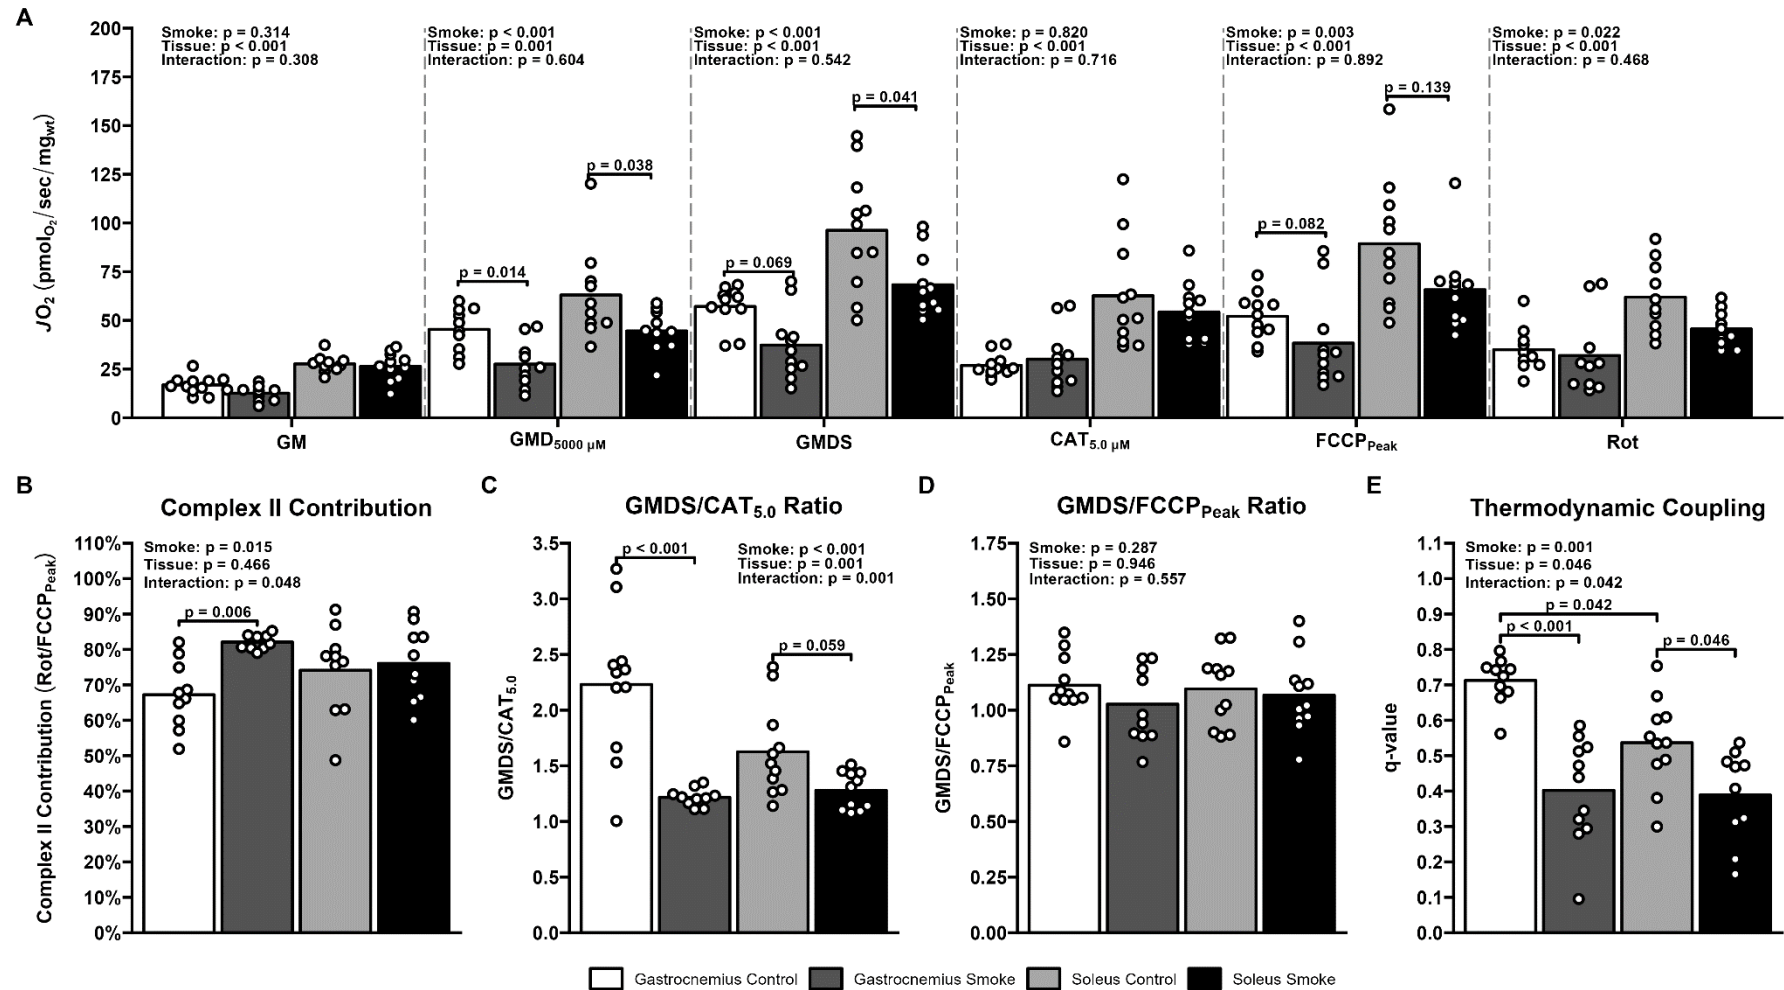 A
200
175
150
125
100
75
50
25
0
JO2 (pmolO2/sec/mgwt)
Smoke: p = 0.314
Tissue: p < 0.001
Interaction: p = 0.308
Smoke: p < 0.001
Tissue: p = 0.001
Interaction: p = 0.604
Smoke: p < 0.001
Tissue: p < 0.001
Interaction: p = 0.542
Smoke: p = 0.820
Tissue: p < 0.001
Interaction: p = 0.716
Smoke: p = 0.003
Tissue: p < 0.001
Interaction: p = 0.892
Smoke: p = 0.022
Tissue: p < 0.001
Interaction: p = 0.468
p = 0.014
p = 0.038
p = 0.069
p = 0.041
p = 0.082
p = 0.139
GM
GMD5000 µM
GMDS
CAT5.0 µM
FCCPPeak
Rot
B
Complex II Contribution
Complex II Contribution (Rot/FCCPPeak)
110%
100%
90%
80%
70%
60%
50%
40%
30%
20%
10%
0%
Smoke: p = 0.015
Tissue: p = 0.466
Interaction: p = 0.048
p = 0.006
C
GMDS/CAT5.0 Ratio
GMDS/CAT5.0
3.5
3.0
2.5
2.0
1.5
1.0
0.5
0.0
p < 0.001
Smoke: p < 0.001
Tissue: p = 0.001
Interaction: p = 0.001
p = 0.059
D
GMDS/FCCPPeak Ratio
GMDS/FCCPPeak
1.75
1.50
1.25
1.00
0.75
0.50
0.25
0.00
Smoke: p = 0.287
Tissue: p = 0.946
Interaction: p = 0.557
E
Thermodynamic Coupling
q-value
1.1
1.0
0.9
0.8
0.7
0.6
0.5
0.4
0.3
0.2
0.1
0.0
Smoke: p = 0.001
Tissue: p = 0.046
Interaction: p = 0.042
p = 0.042
p < 0.001
p = 0.046
Gastrocnemius Control
Gastrocnemius Smoke
Soleus Control
Soleus Smoke